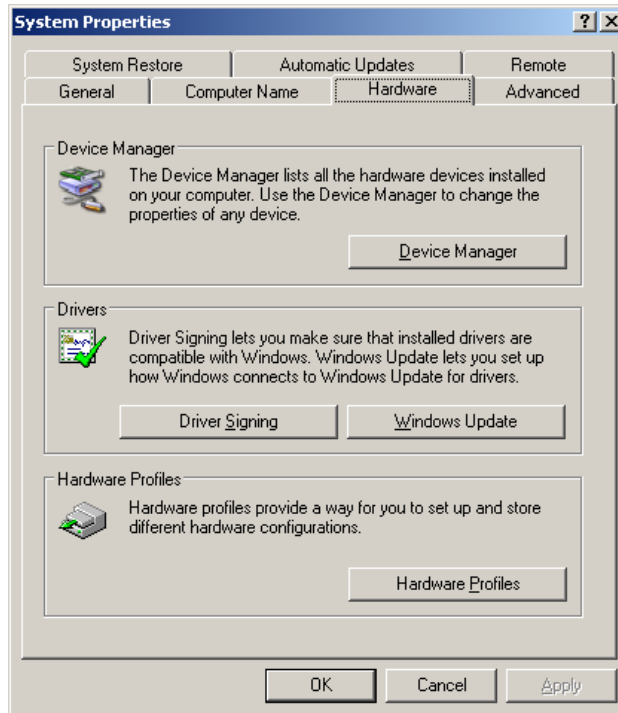 System Properties
System Restore Automatic Updates Remote
General Computer Name Hardware Advanced
Device Manager
The Device Manager lists all the hardware devices installed
on your computer. Use the Device Manager to change the
properties of any device.
Device Manager
Drivers
Driver Signing lets you make sure that installed drivers are
compatible with Windows. Windows Update lets you set up
how Windows connects to Windows Update for drivers.
Driver Signing Windows Update
Hardware Profiles
Hardware profiles provide a way for you to set up and store
different hardware configurations.
Hardware Profiles
OK Cancel Apply